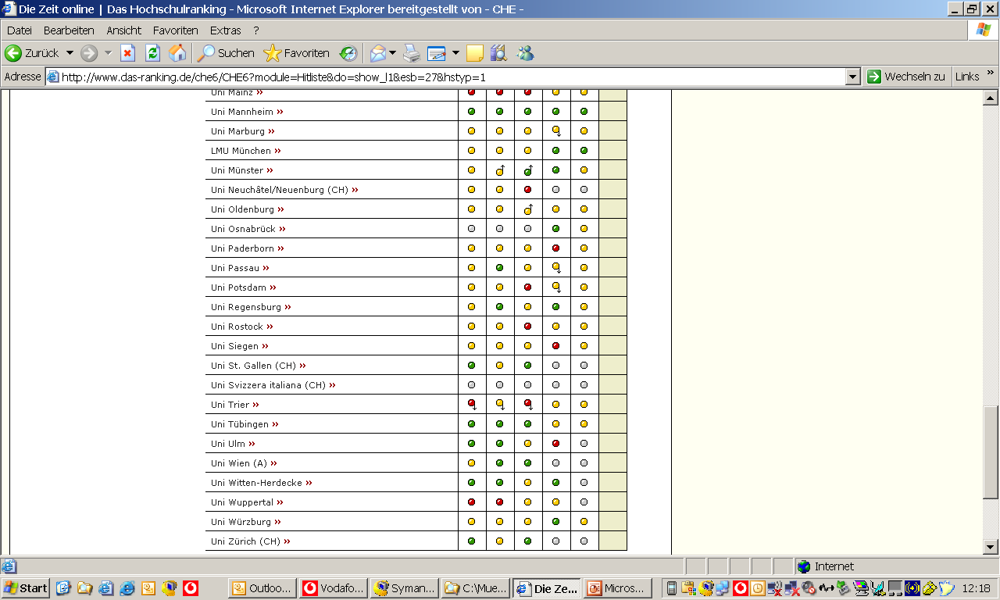 Die Zeit online | Das Hochschulranking - Microsoft Internet Explorer bereitgestellt von - CHE -
Datei Bearbeiten Ansicht Favoriten Extras ?
Zurück Suchen Favoriten
Adresse http://www.das-ranking.de/che6/CHE6?module=Hitliste&do=show_l1&esb=27&hstyp=1 Wechseln zu Links »
Uni Mainz »
Uni Mannheim »
Uni Marburg »
LMU München »
Uni Münster »
Uni Neuchâtel/Neuenburg (CH) »
Uni Oldenburg »
Uni Osnabrück »
Uni Paderborn »
Uni Passau »
Uni Potsdam »
Uni Regensburg »
Uni Rostock »
Uni Siegen »
Uni St. Gallen (CH) »
Uni Svizzera italiana (CH) »
Uni Trier »
Uni Tübingen »
Uni Ulm »
Uni Wien (A) »
Uni Witten-Herdecke »
Uni Wuppertal »
Uni Würzburg »
Uni Zürich (CH) »
Internet
Start Outloo... Vodafo... Syman... C:\Mue... Die Ze... Micros... 12:18